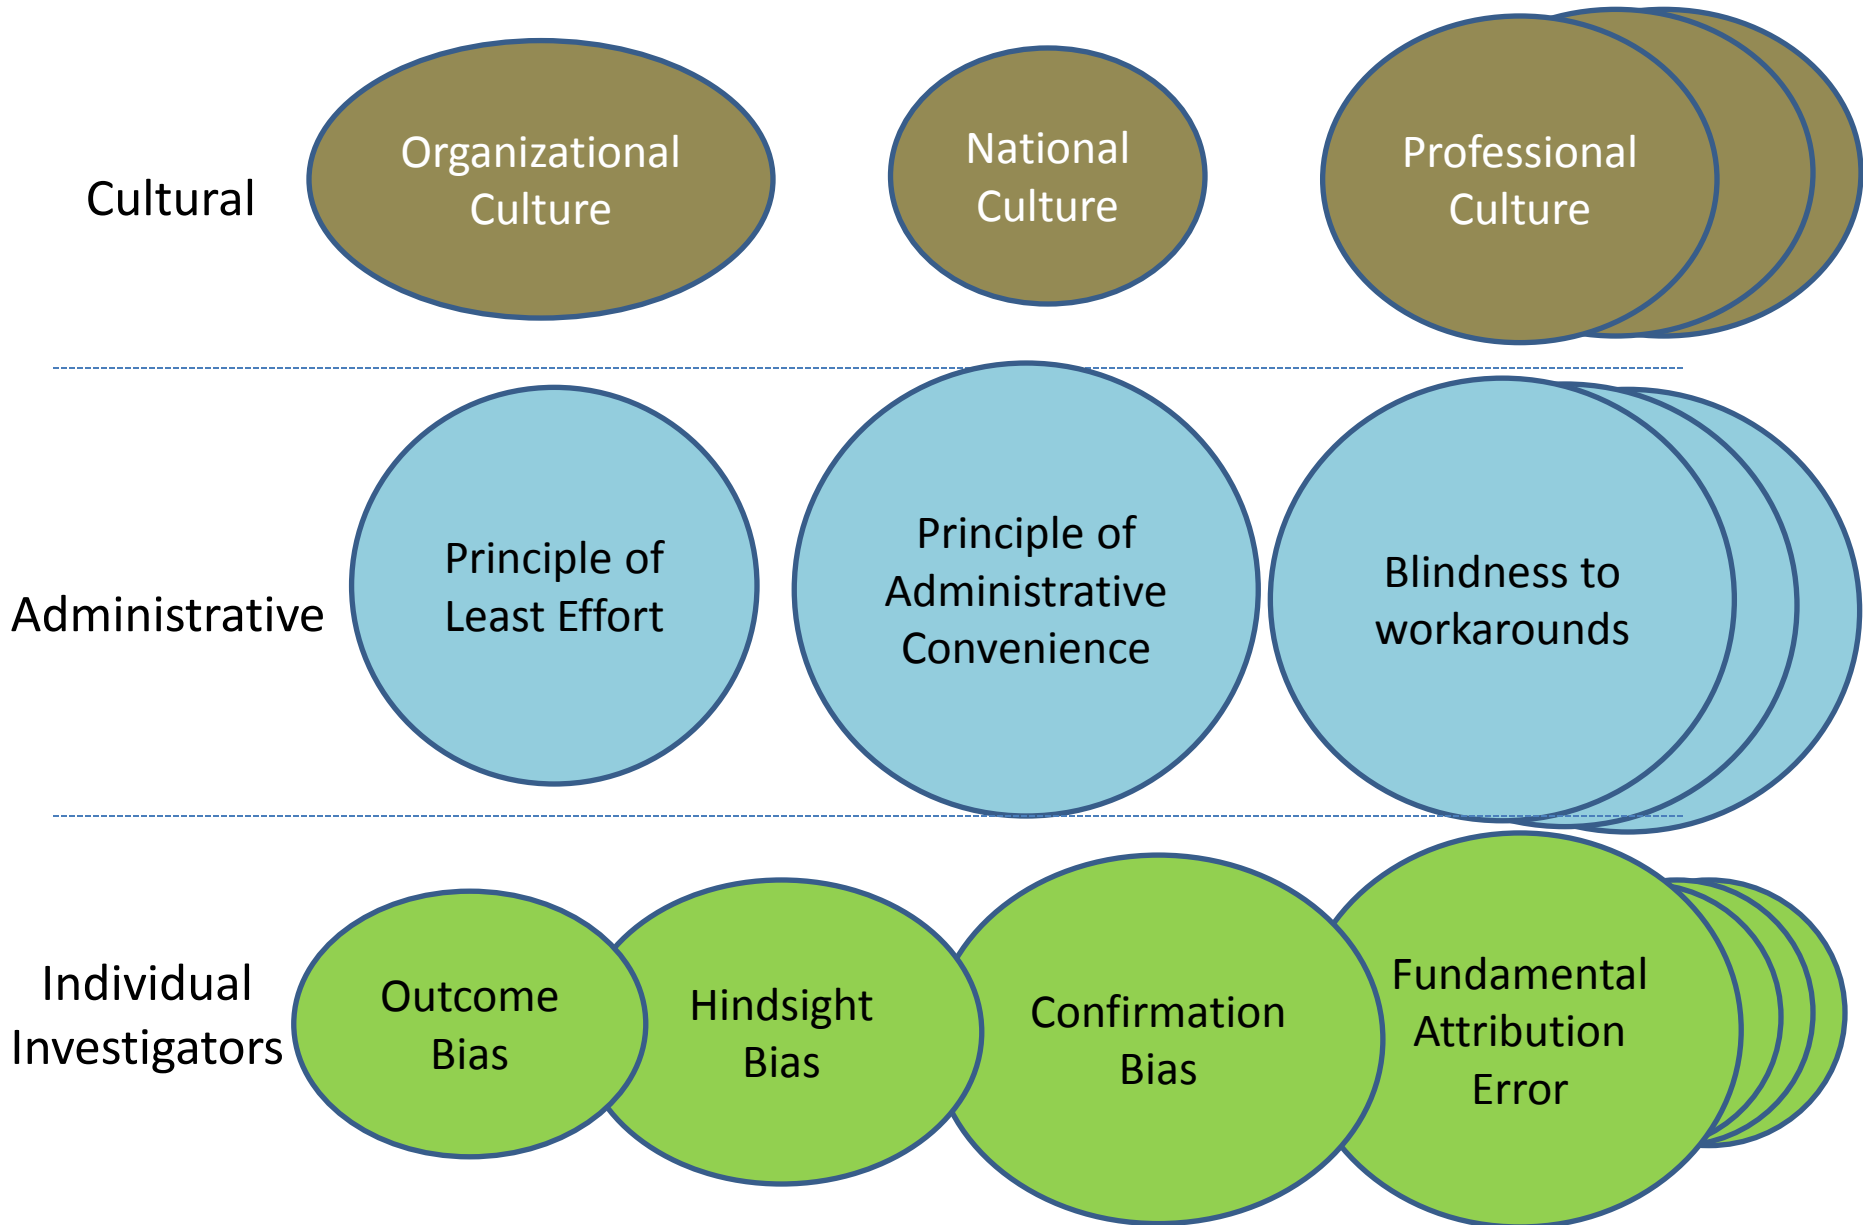 Cultural
Organizational
Culture
National
Culture
Professional
Culture
Administrative
Principle of
Least Effort
Principle of
Administrative
Convenience
Blindness to
workarounds
Individual
Investigators
Outcome
Bias
Hindsight
Bias
Confirmation
Bias
Fundamental
Attribution
Error